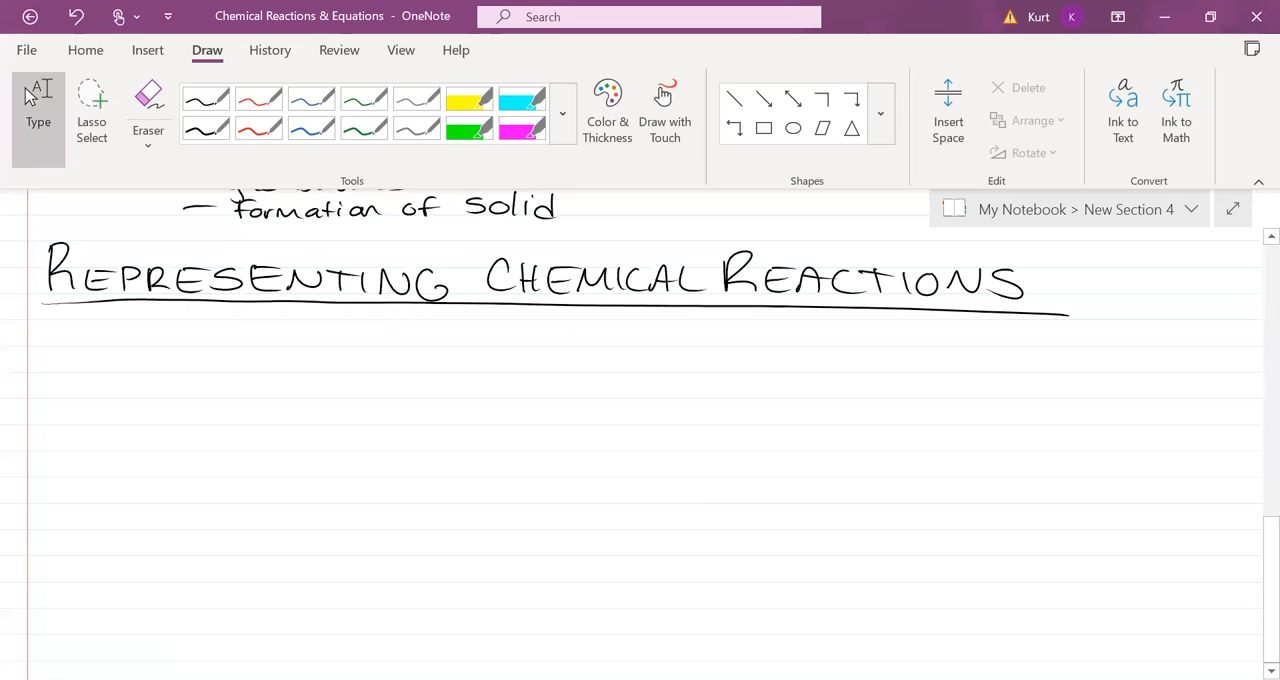 Chemical Reactions & Equations - OneNote
Search
Kurt
K
File Home Insert Draw History Review View Help
Type
Lasso Select
Eraser
Color & Thickness
Draw with Touch
Insert Space
Delete
Arrange
Rotate
Ink to Text
Ink to Math
Tools Shapes Edit Convert
My Notebook > New Section 4
— formation of solid
REPRESENTING CHEMICAL REACTIONS